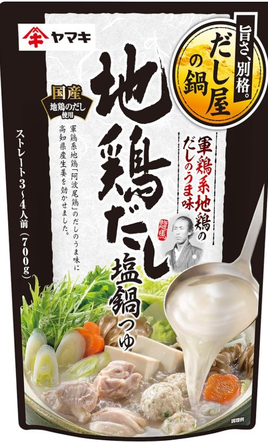 ヤマキ
旨さ、別格。
だし屋
の鍋
国産
地鶏のだし
使用
地鶏だし
塩鍋つゆ
軍鶏系地鶏の
だしのうま味
軍鶏系地鶏「阿波尾鶏」のだしのうま味に
高知県産生姜を効かせました。
ストレート3〜4人前(700g)
調理例